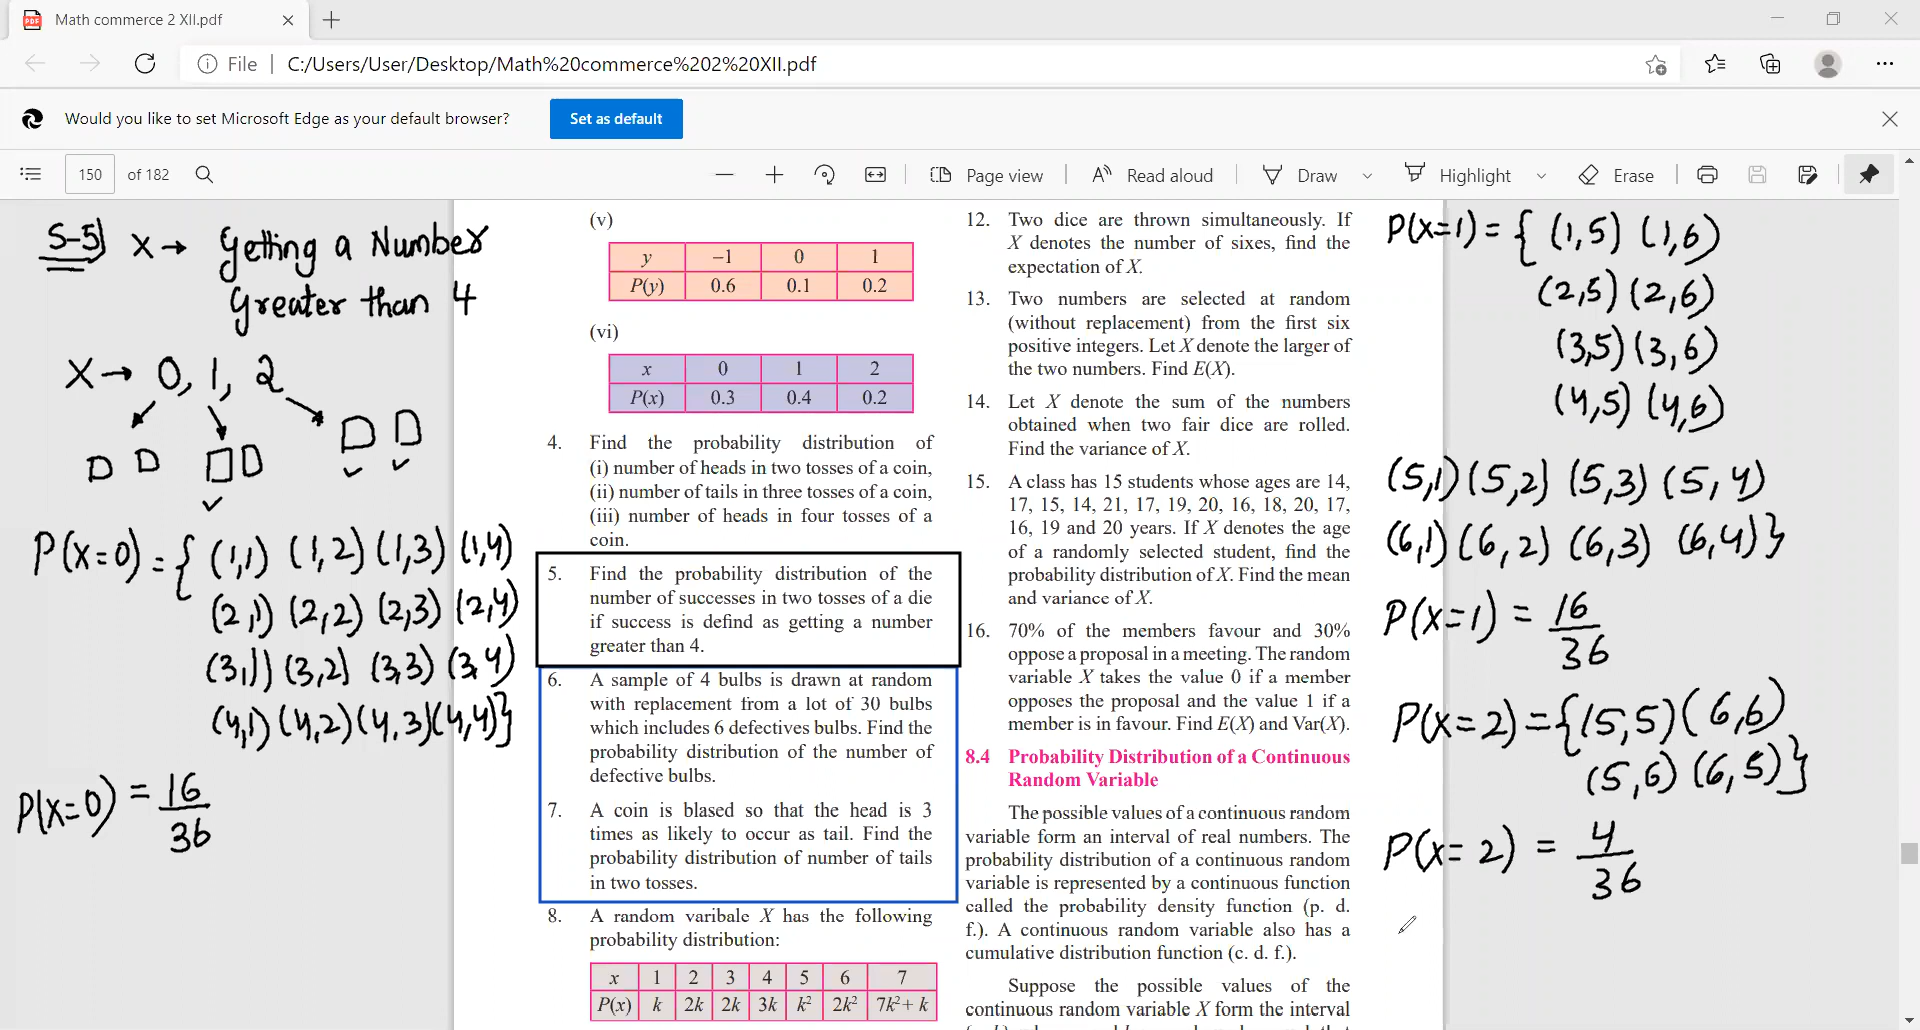 Math commerce 2 XII.pdf
File | C:/Users/User/Desktop/Math%20commerce%202%20XII.pdf
Would you like to set Microsoft Edge as your default browser? Set as default
150 of 182 Page view Read aloud Draw Highlight Erase
S-5) X → Getting a Number
Greater than 4
X → 0, 1, 2
D D D D D D
P(X=0) = { (1,1) (1,2) (1,3) (1,4)
(2,1) (2,2) (2,3) (2,4)
(3,1) (3,2) (3,3) (3,4)
(4,1) (4,2) (4,3) (4,4)}
P(X=0) = 16
36
(v)
y −1 0 1
P(y) 0.6 0.1 0.2
(vi)
x 0 1 2
P(x) 0.3 0.4 0.2
4. Find the probability distribution of
(i) number of heads in two tosses of a coin,
(ii) number of tails in three tosses of a coin,
(iii) number of heads in four tosses of a
coin.
5. Find the probability distribution of the
number of successes in two tosses of a die
if success is defind as getting a number
greater than 4.
6. A sample of 4 bulbs is drawn at random
with replacement from a lot of 30 bulbs
which includes 6 defectives bulbs. Find the
probability distribution of the number of
defective bulbs.
7. A coin is blased so that the head is 3
times as likely to occur as tail. Find the
probability distribution of number of tails
in two tosses.
8. A random varibale X has the following
probability distribution:
x 1 2 3 4 5 6 7
P(x) k 2k 2k 3k k² 2k² 7k²+ k
12. Two dice are thrown simultaneously. If
X denotes the number of sixes, find the
expectation of X.
13. Two numbers are selected at random
(without replacement) from the first six
positive integers. Let X denote the larger of
the two numbers. Find E(X).
14. Let X denote the sum of the numbers
obtained when two fair dice are rolled.
Find the variance of X.
15. A class has 15 students whose ages are 14,
17, 15, 14, 21, 17, 19, 20, 16, 18, 20, 17,
16, 19 and 20 years. If X denotes the age
of a randomly selected student, find the
probability distribution of X. Find the mean
and variance of X.
16. 70% of the members favour and 30%
oppose a proposal in a meeting. The random
variable X takes the value 0 if a member
opposes the proposal and the value 1 if a
member is in favour. Find E(X) and Var(X).
8.4 Probability Distribution of a Continuous
Random Variable
The possible values of a continuous random
variable form an interval of real numbers. The
probability distribution of a continuous random
variable is represented by a continuous function
called the probability density function (p. d.
f.). A continuous random variable also has a
cumulative distribution function (c. d. f.).
Suppose the possible values of the
continuous random variable X form the interval
P(X=1) = { (1,5) (1,6)
(2,5) (2,6)
(3,5) (3,6)
(4,5) (4,6)
(5,1) (5,2) (5,3) (5,4)
(6,1) (6,2) (6,3) (6,4)}
P(X=1) = 16
36
P(X=2) = {(5,5) (6,6)
(5,6) (6,5)}
P(X=2) = 4
36